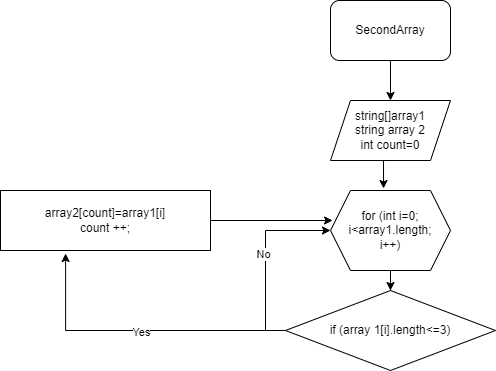 SecondArray
string[]array1
string array 2
int count=0
for (int i=0;
i<array1.length;
i++)
array2[count]=array1[i]
count ++;
No
if (array 1[i].length<=3)
Yes